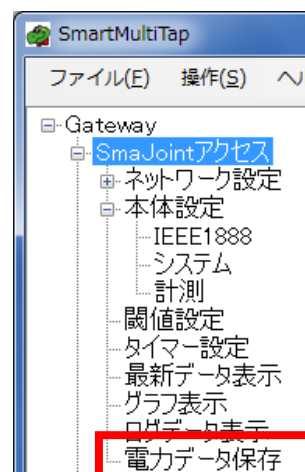 SmartMultiTap
ファイル(F) 操作(S) ヘル
Gateway
SmaJointアクセス
ネットワーク設定
本体設定
IEEE1888
システム
計測
閾値設定
タイマー設定
最新データ表示
グラフ表示
ログデータ表示
電力データ保存